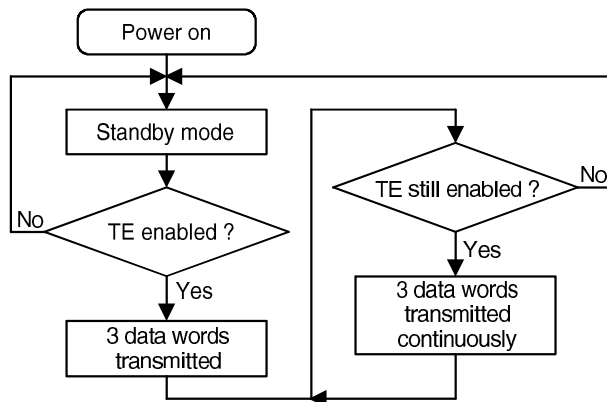 Power on
Standby mode
TE enabled ?
No
Yes
3 data words
transmitted
TE still enabled ?
No
Yes
3 data words
transmitted
continuously